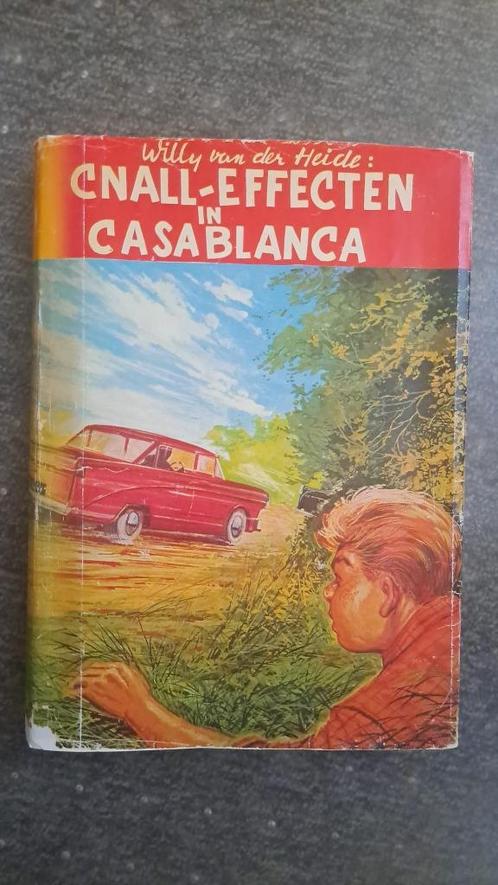 Willy van der Heide:
CNALL-EFFECTEN
IN
CASABLANCA